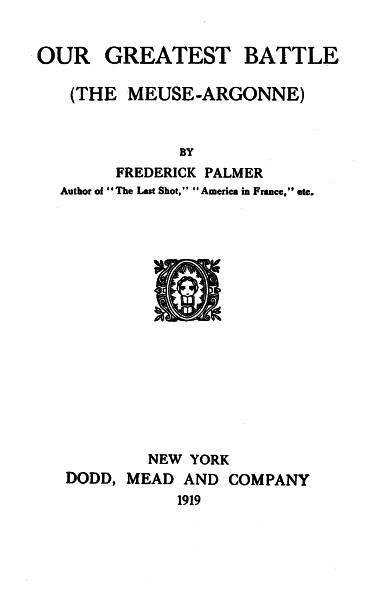 OUR GREATEST BATTLE
(THE MEUSE-ARGONNE)
BY
FREDERICK PALMER
Author of "The Last Shot," "America in France," etc.
NEW YORK
DODD, MEAD AND COMPANY
1919